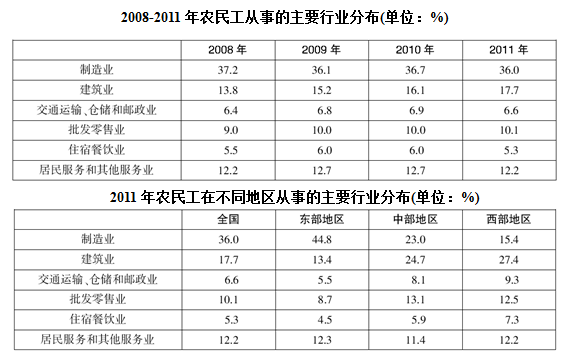 2008-2011 年农民工从事的主要行业分布(单位：%)
2008 年 2009 年 2010 年 2011 年
制造业 37.2 36.1 36.7 36.0
建筑业 13.8 15.2 16.1 17.7
交通运输、仓储和邮政业 6.4 6.8 6.9 6.6
批发零售业 9.0 10.0 10.0 10.1
住宿餐饮业 5.5 6.0 6.0 5.3
居民服务和其他服务业 12.2 12.7 12.7 12.2
2011 年农民工在不同地区从事的主要行业分布(单位：%)
全国 东部地区 中部地区 西部地区
制造业 36.0 44.8 23.0 15.4
建筑业 17.7 13.4 24.7 27.4
交通运输、仓储和邮政业 6.6 5.5 8.1 9.3
批发零售业 10.1 8.7 13.1 12.5
住宿餐饮业 5.3 4.5 5.9 7.3
居民服务和其他服务业 12.2 12.3 11.4 12.2